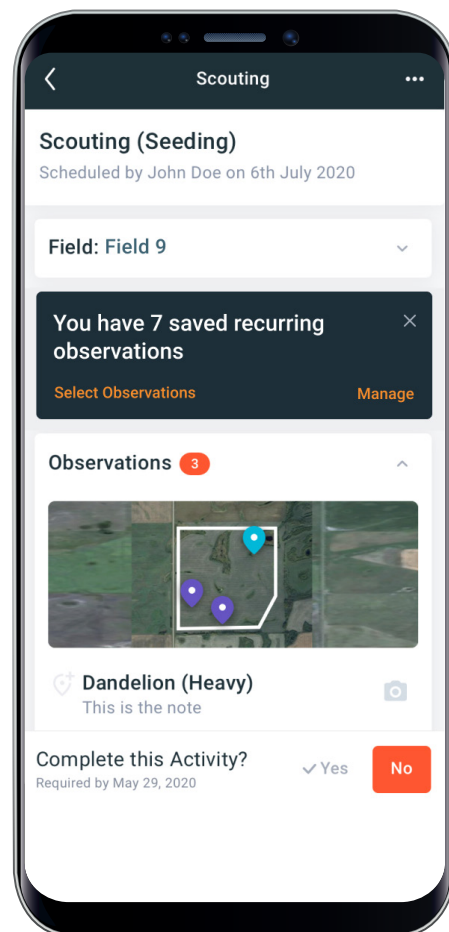 Scouting
Scouting (Seeding)
Scheduled by John Doe on 6th July 2020
Field: Field 9
You have 7 saved recurring
observations
Select Observations
Manage
Observations 3
Dandelion (Heavy)
This is the note
Complete this Activity?
Required by May 29, 2020
Yes
No